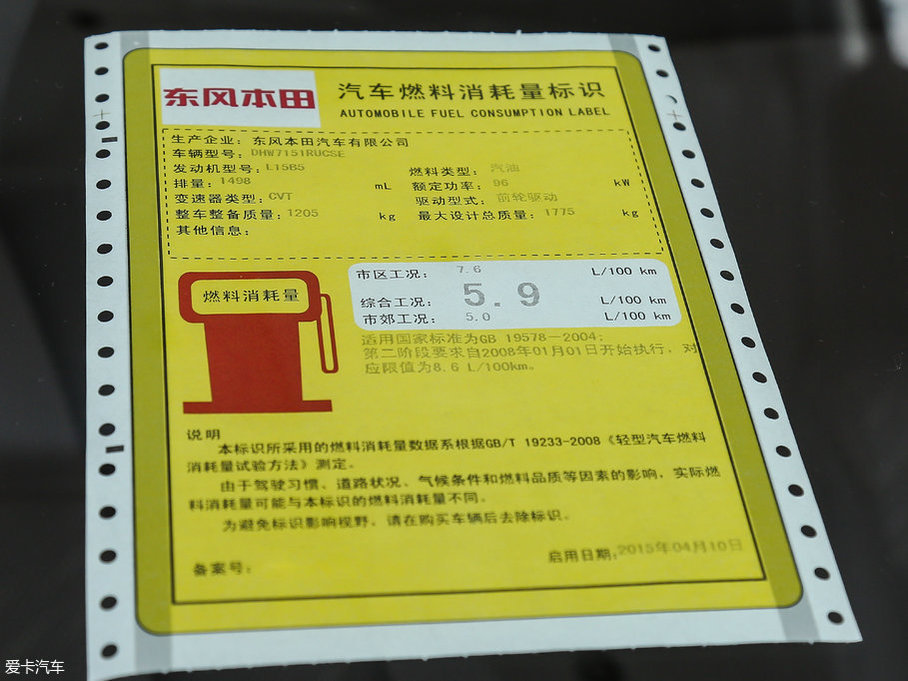 东风本田
汽车燃料消耗量标识
AUTOMOBILE FUEL CONSUMPTION LABEL
生产企业：东风本田汽车有限公司
车辆型号：DHW7151RUCSE
发动机型号：L15B5 燃料类型：汽油
排量：1498 mL 额定功率：96 kW
变速器类型：CVT 驱动型式：前轮驱动
整车整备质量：1205 kg 最大设计总质量：1775 kg
其他信息：
燃料消耗量
市区工况： 7.6 L/100 km
综合工况： 5.9 L/100 km
市郊工况： 5.0 L/100 km
适用国家标准为GB 19578－2004；
第二阶段要求自2008年01月01日开始执行，对
应限值为8.6 L/100km。
说明
本标识所采用的燃料消耗量数据系根据GB/T 19233-2008《轻型汽车燃料
消耗量试验方法》测定。
由于驾驶习惯、道路状况、气候条件和燃料品质等因素的影响，实际燃
料消耗量可能与本标识的燃料消耗量不同。
为避免标识影响视野，请在购买车辆后去除标识。
备案号： 启用日期：2015年04月10日
爱卡汽车